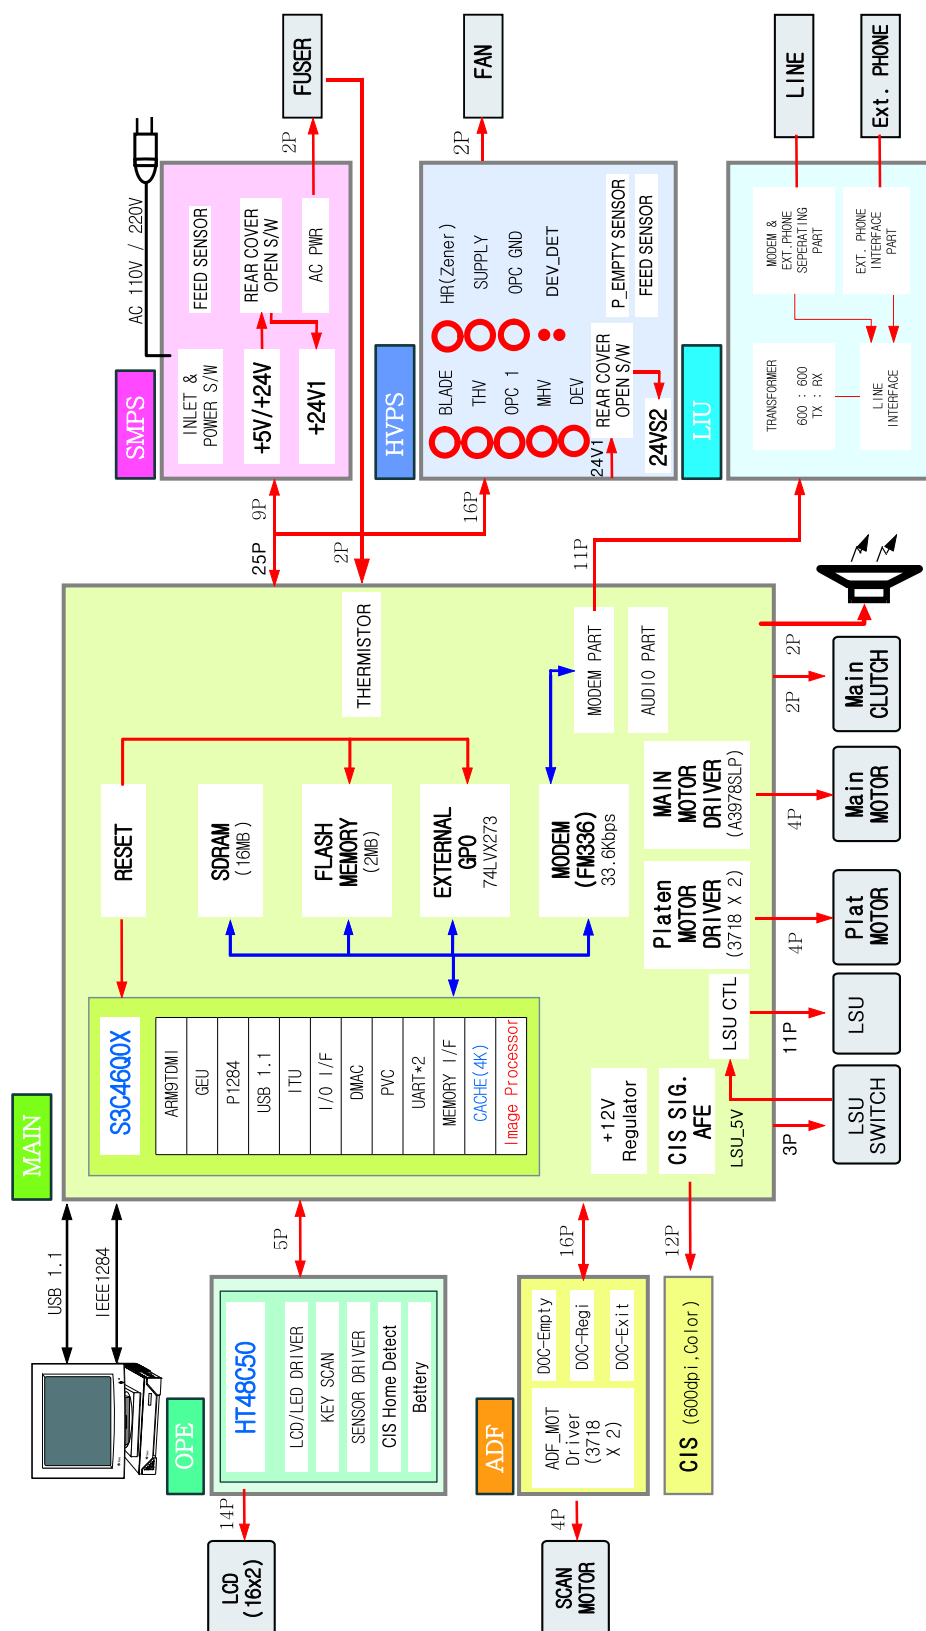 USB 1.1
IEEE1284
LCD
(16x2)
14P
OPE
HT48C50
LCD/LED DRIVER
KEY SCAN
SENSOR DRIVER
CIS Home Detect
Bettery
5P
SCAN
MOTOR
4P
ADF
ADF_MOT
Driver
(3718
X 2)
DOC-Empty
DOC-Regi
DOC-Exit
16P
CIS (600dpi,Color)
12P
MAIN
S3C46Q0X
ARM9TDMI
GEU
P1284
USB 1.1
ITU
I/O I/F
DMAC
PVC
UART*2
MEMORY I/F
CACHE(4K)
Image Processor
RESET
SDRAM
(16MB)
FLASH
MEMORY
(2MB)
EXTERNAL
GPO
74LVX273
MODEM
(FM336)
33.6Kbps
THERMISTOR
MODEM PART
AUDIO PART
+12V
Regulator
CIS SIG.
AFE
LSU_5V
LSU CTL
Platen
MOTOR
DRIVER
(3718 X 2)
MAIN
MOTOR
DRIVER
(A3978SLP)
3P
11P
4P
4P
2P
2P
LSU
SWITCH
LSU
Plat
MOTOR
Main
MOTOR
Main
CLUTCH
25P
9P
2P
16P
11P
SMPS
INLET &
POWER S/W
+5V/+24V
+24V1
FEED SENSOR
REAR COVER
OPEN S/W
AC PWR
AC 110V / 220V
2P
FUSER
HVPS
BLADE
THV
OPC 1
MHV
DEV
HR(Zener)
SUPPLY
OPC GND
DEV_DET
24V1
REAR COVER
OPEN S/W
24VS2
P_EMPTY SENSOR
FEED SENSOR
2P
FAN
LIU
TRANSFORMER
600 : 600
TX : RX
LINE
INTERFACE
MODEM &
EXT.PHONE
SEPERATING
PART
EXT. PHONE
INTERFACE
PART
LINE
Ext. PHONE